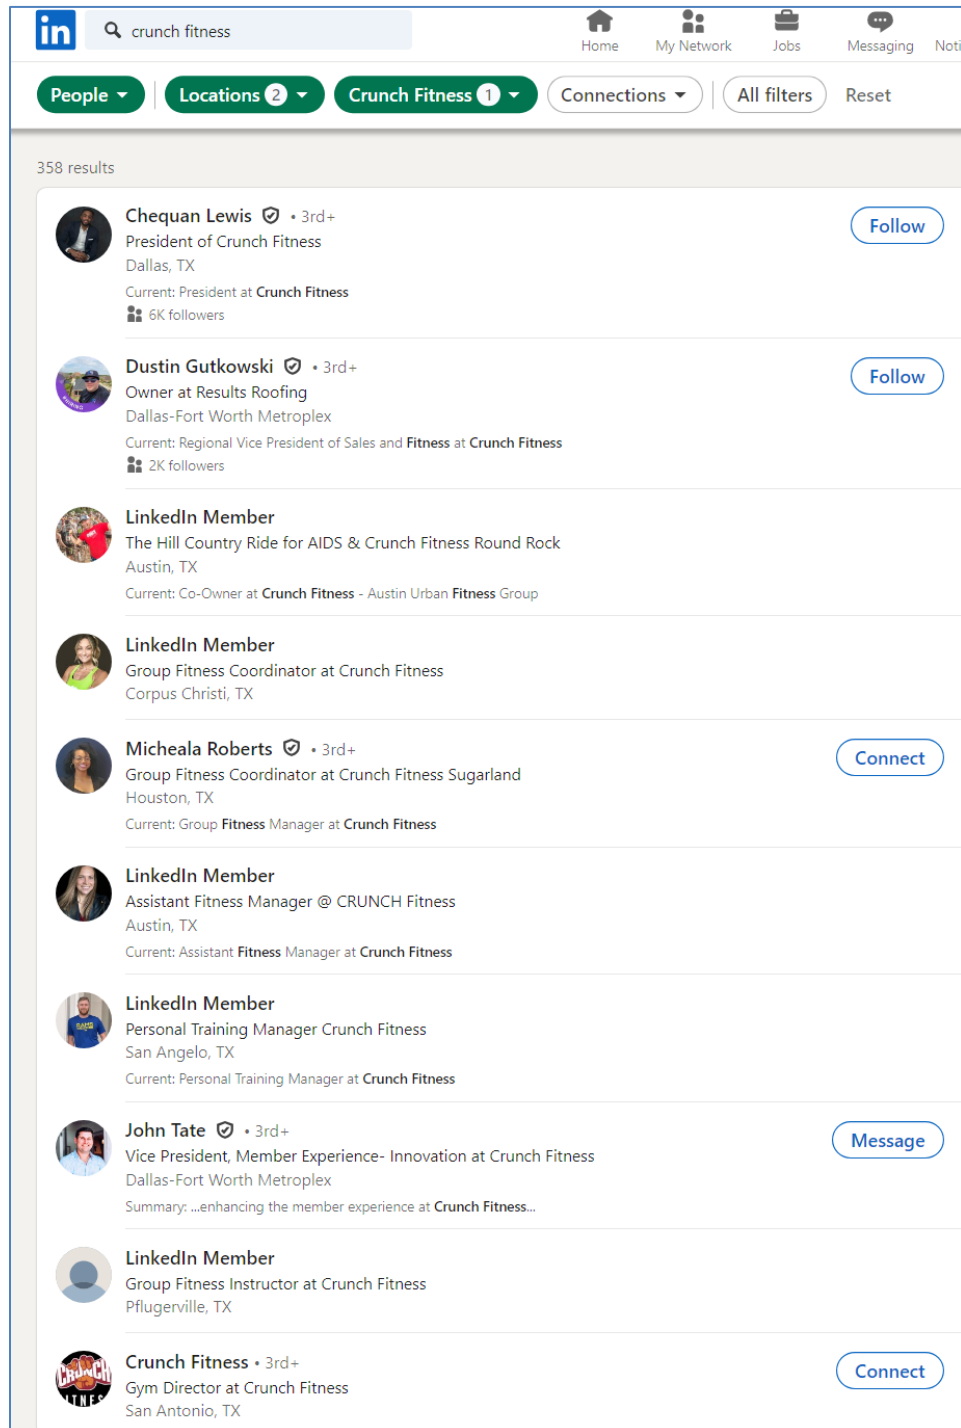 in
crunch fitness
Home
My Network
Jobs
Messaging
Noti
People
Locations 2
Crunch Fitness 1
Connections
All filters
Reset
358 results
Chequan Lewis • 3rd+
Follow
President of Crunch Fitness
Dallas, TX
Current: President at Crunch Fitness
6K followers
Dustin Gutkowski • 3rd+
Follow
Owner at Results Roofing
Dallas-Fort Worth Metroplex
Current: Regional Vice President of Sales and Fitness at Crunch Fitness
2K followers
LinkedIn Member
The Hill Country Ride for AIDS & Crunch Fitness Round Rock
Austin, TX
Current: Co-Owner at Crunch Fitness - Austin Urban Fitness Group
LinkedIn Member
Group Fitness Coordinator at Crunch Fitness
Corpus Christi, TX
Micheala Roberts • 3rd+
Connect
Group Fitness Coordinator at Crunch Fitness Sugarland
Houston, TX
Current: Group Fitness Manager at Crunch Fitness
LinkedIn Member
Assistant Fitness Manager @ CRUNCH Fitness
Austin, TX
Current: Assistant Fitness Manager at Crunch Fitness
LinkedIn Member
Personal Training Manager Crunch Fitness
San Angelo, TX
Current: Personal Training Manager at Crunch Fitness
John Tate • 3rd+
Message
Vice President, Member Experience- Innovation at Crunch Fitness
Dallas-Fort Worth Metroplex
Summary: ...enhancing the member experience at Crunch Fitness...
LinkedIn Member
Group Fitness Instructor at Crunch Fitness
Pflugerville, TX
Crunch Fitness • 3rd+
Connect
Gym Director at Crunch Fitness
San Antonio, TX